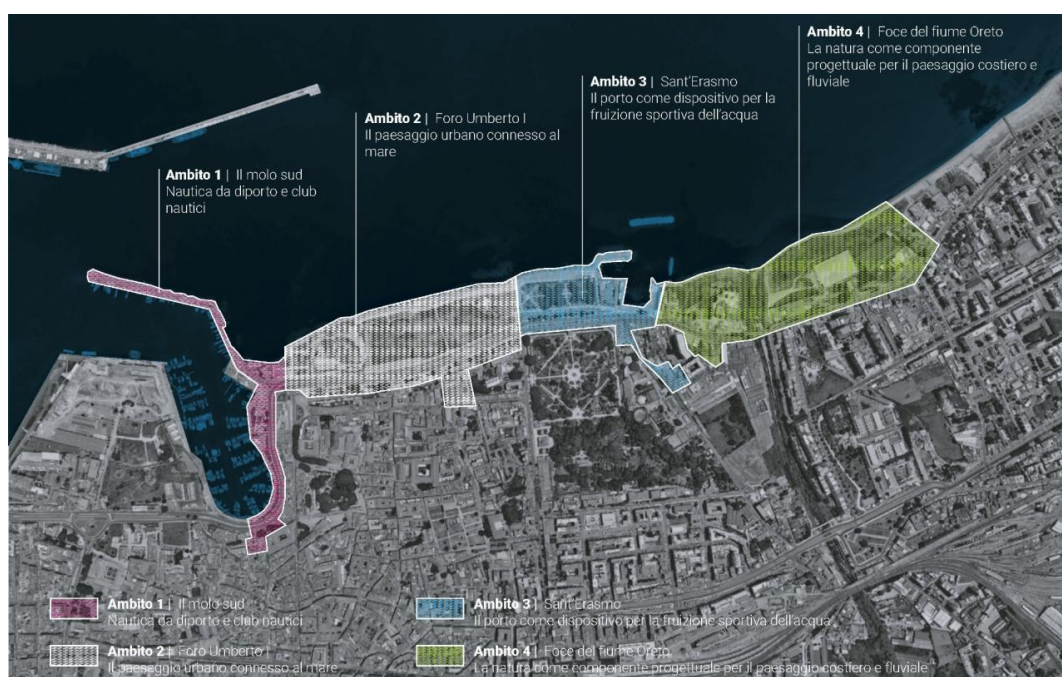 Ambito 4 | Foce del fiume Oreto
La natura come componente
progettuale per il paesaggio costiero e
fluviale
Ambito 3 | Sant'Erasmo
Il porto come dispositivo per la
fruizione sportiva dell'acqua
Ambito 2 | Foro Umberto I
Il paesaggio urbano connesso al
mare
Ambito 1 | Il molo sud
Nautica da diporto e club
nautici
Ambito 1 | Il molo sud
Nautica da diporto e club nautici
Ambito 2 | Foro Umberto I
Il paesaggio urbano connesso al mare
Ambito 3 | Sant'Erasmo
Il porto come dispositivo per la fruizione sportiva dell'acqua
Ambito 4 | Foce del fiume Oreto
La natura come componente progettuale per il paesaggio costiero e fluviale